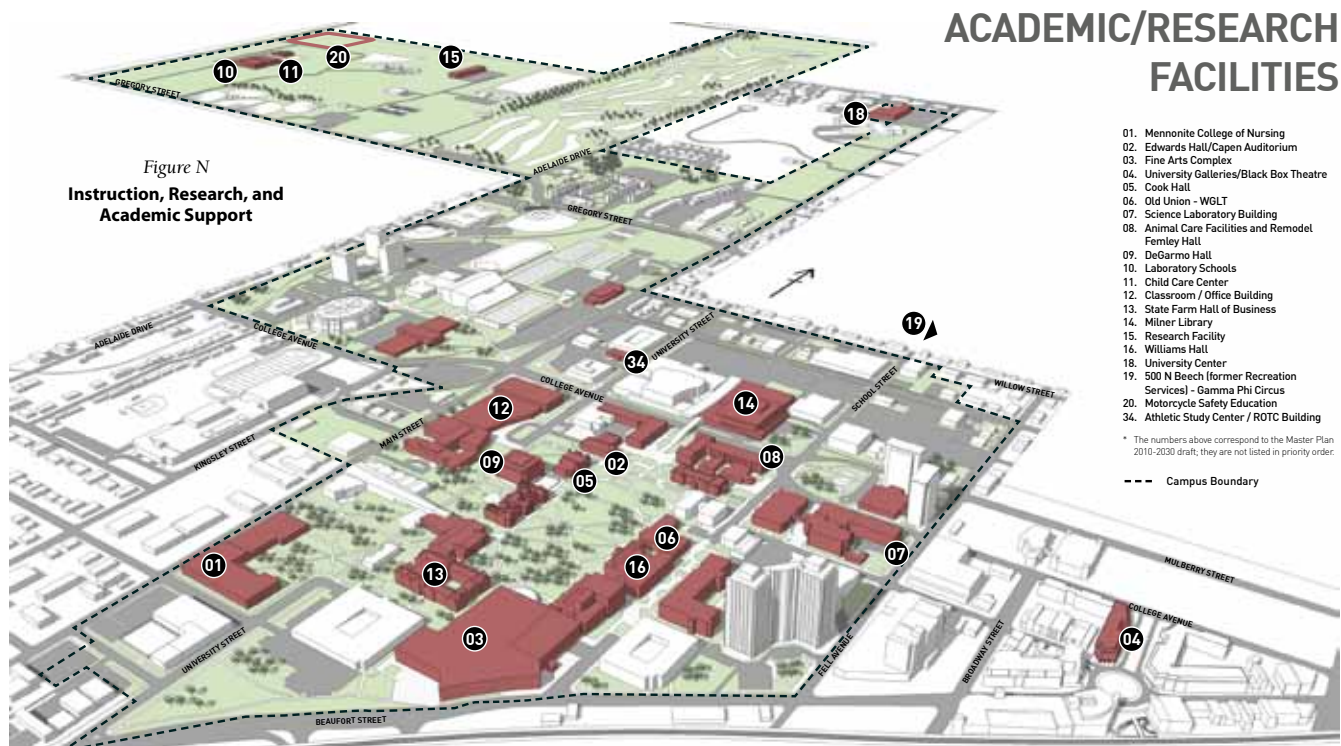 ACADEMIC/RESEARCH
FACILITIES
Figure N
Instruction, Research, and
Academic Support
01. Mennonite College of Nursing
02. Edwards Hall/Capen Auditorium
03. Fine Arts Complex
04. University Galleries/Black Box Theatre
05. Cook Hall
06. Old Union - WGLT
07. Science Laboratory Building
08. Animal Care Facilities and Remodel
Femley Hall
09. DeGarmo Hall
10. Laboratory Schools
11. Child Care Center
12. Classroom / Office Building
13. State Farm Hall of Business
14. Milner Library
15. Research Facility
16. Williams Hall
18. University Center
19. 500 N Beech (former Recreation
Services) - Gamma Phi Circus
20. Motorcycle Safety Education
34. Athletic Study Center / ROTC Building
* The numbers above correspond to the Master Plan
2010-2030 draft; they are not listed in priority order.
Campus Boundary
20
15
10
11
GREGORY STREET
18
ADELAIDE DRIVE
GREGORY STREET
19
ADELAIDE DRIVE
COLLEGE AVENUE
UNIVERSITY STREET
34
WILLOW STREET
COLLEGE AVENUE
SCHOOL STREET
12
14
MAIN STREET
KINGSLEY STREET
09
02
08
05
06
07
01
16
13
MULBERRY STREET
COLLEGE AVENUE
03
04
UNIVERSITY STREET
FELL AVENUE
BROADWAY STREET
BEAUFORT STREET